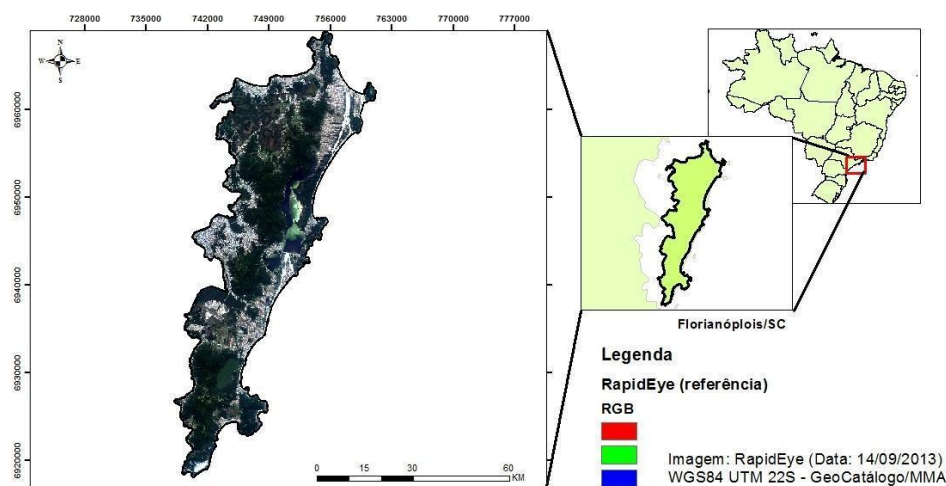 728000 735000 742000 749000 756000 763000 770000 777000
N
W E
S
6960000
6950000
6940000
6930000
6920000
0 15 30 60
KM
Florianóplois/SC
Legenda
RapidEye (referência)
RGB
Imagem: RapidEye (Data: 14/09/2013)
WGS84 UTM 22S - GeoCatálogo/MMA